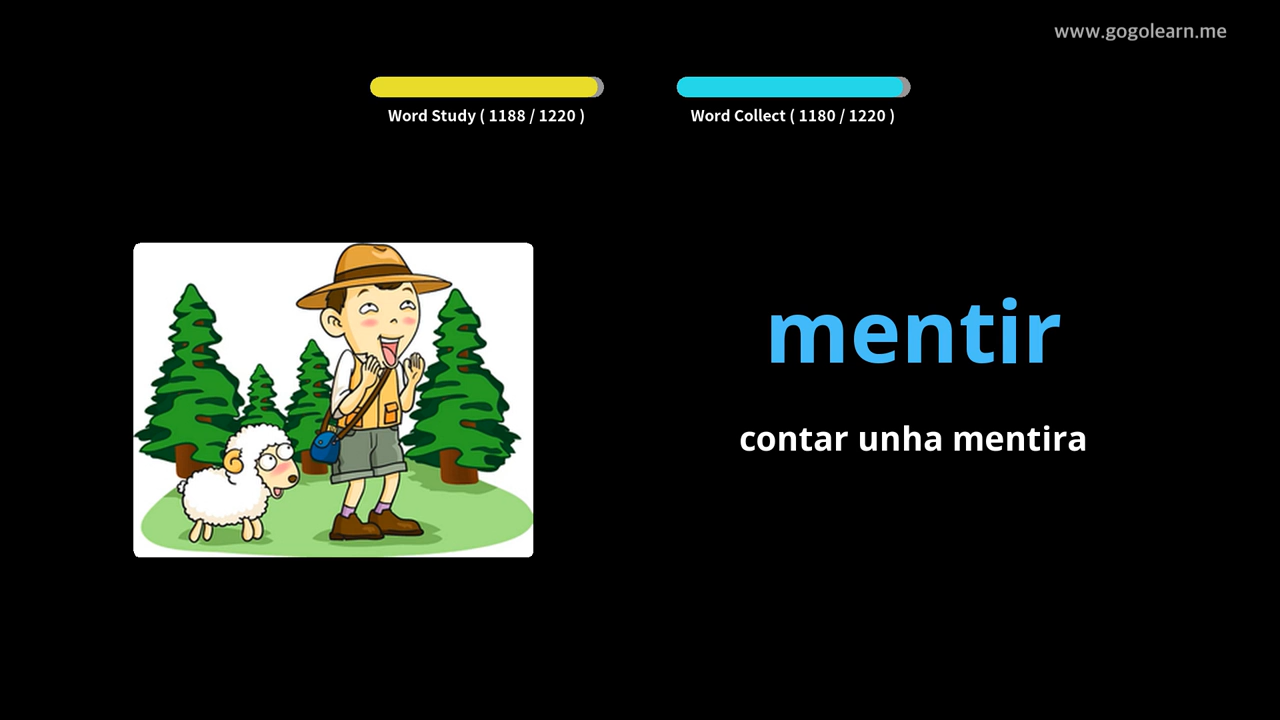 www.gogolearn.me
Word Study ( 1188 / 1220 )
Word Collect ( 1180 / 1220 )
mentir
contar unha mentira